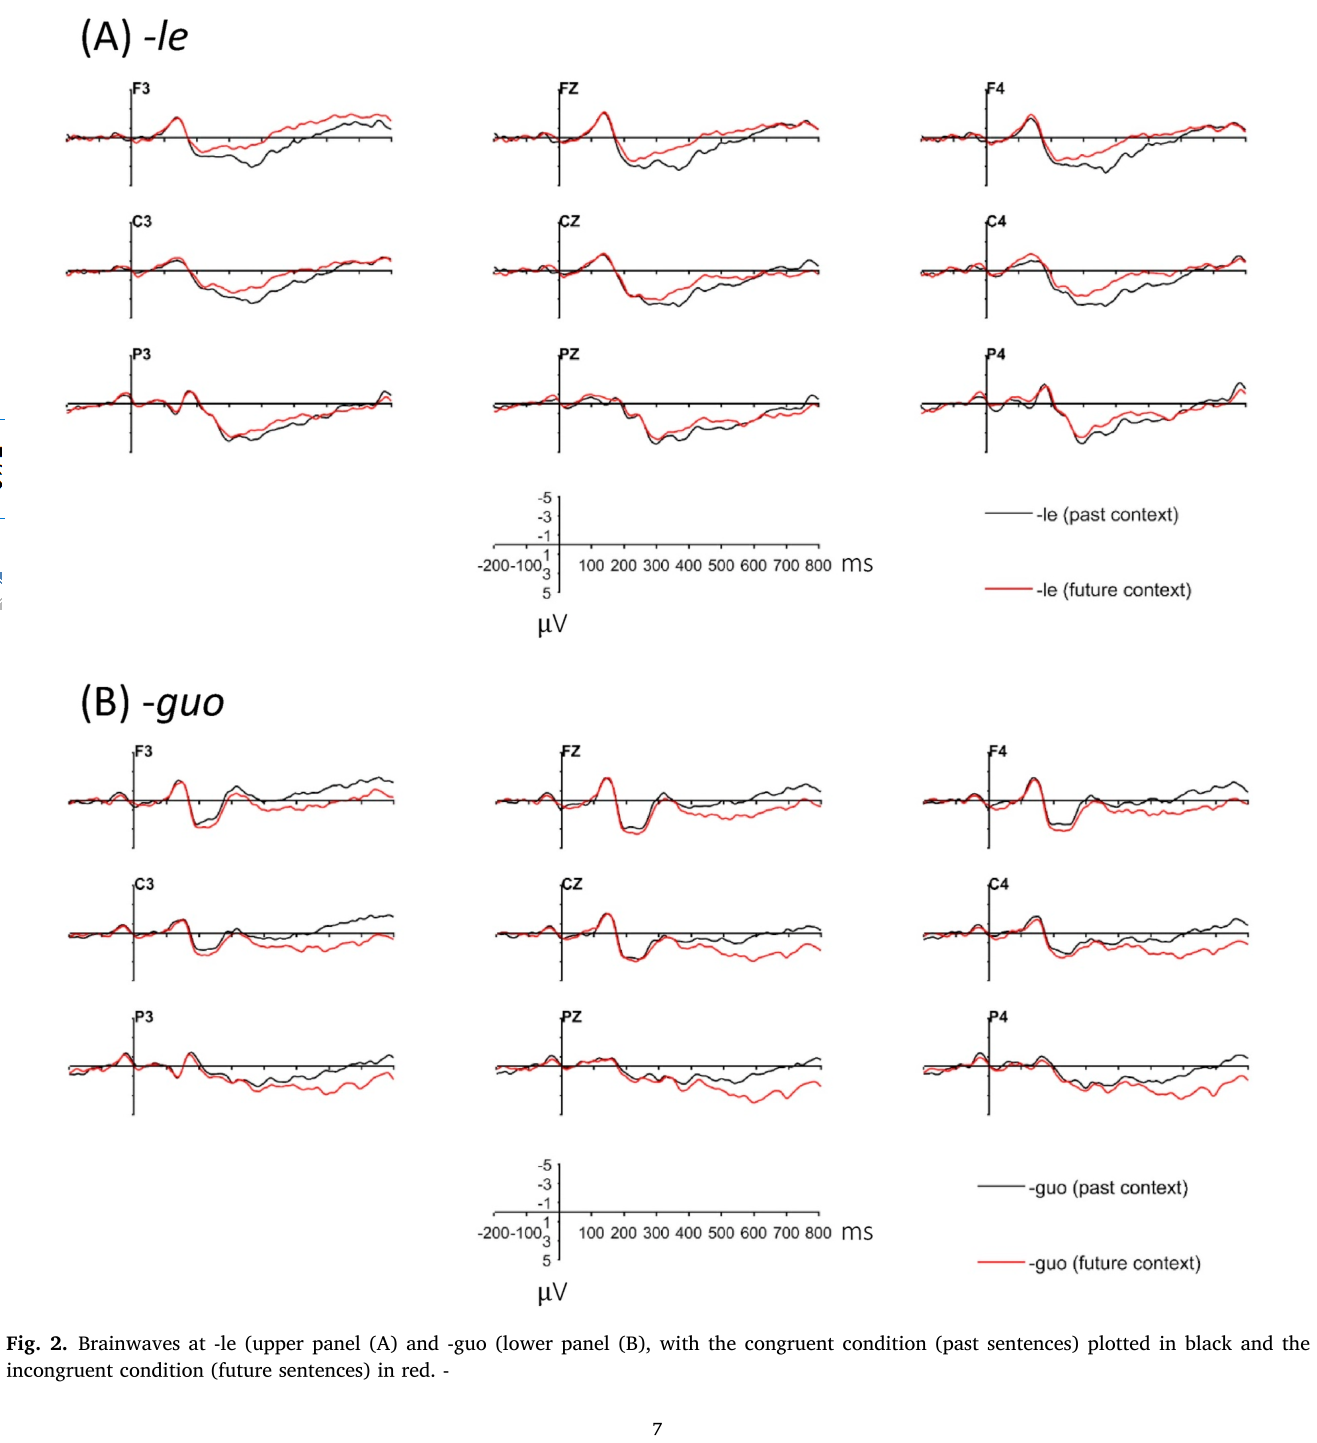 (A) -le
F3 FZ F4
C3 CZ C4
P3 PZ P4
-5
-3
-1
-200 -100 100 200 300 400 500 600 700 800 ms
1
3
5
µV
-le (past context)
-le (future context)
(B) -guo
F3 FZ F4
C3 CZ C4
P3 PZ P4
-5
-3
-1
-200 -100 100 200 300 400 500 600 700 800 ms
1
3
5
µV
-guo (past context)
-guo (future context)
Fig. 2. Brainwaves at -le (upper panel (A) and -guo (lower panel (B), with the congruent condition (past sentences) plotted in black and the
incongruent condition (future sentences) in red. -
7